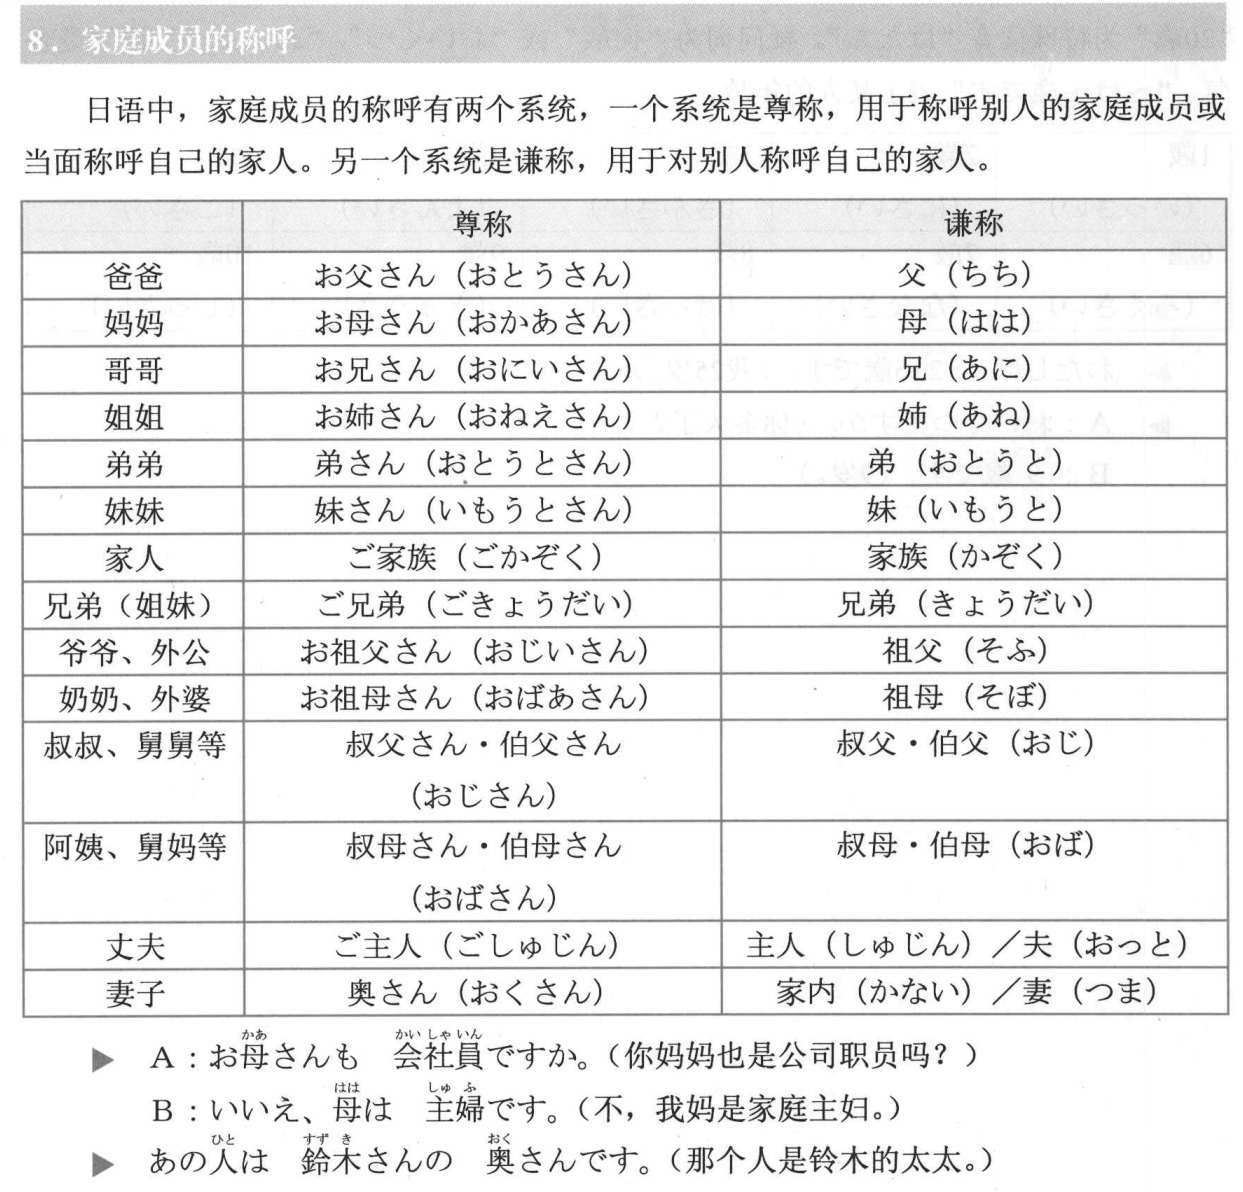 8．家庭成员的称呼
日语中，家庭成员的称呼有两个系统，一个系统是尊称，用于称呼别人的家庭成员或
当面称呼自己的家人。另一个系统是谦称，用于对别人称呼自己的家人。
尊称 谦称
爸爸 お父さん（おとうさん） 父（ちち）
妈妈 お母さん（おかあさん） 母（はは）
哥哥 お兄さん（おにいさん） 兄（あに）
姐姐 お姉さん（おねえさん） 姉（あね）
弟弟 弟さん（おとうとさん） 弟（おとうと）
妹妹 妹さん（いもうとさん） 妹（いもうと）
家人 ご家族（ごかぞく） 家族（かぞく）
兄弟（姐妹） ご兄弟（ごきょうだい） 兄弟（きょうだい）
爷爷、外公 お祖父さん（おじいさん） 祖父（そふ）
奶奶、外婆 お祖母さん（おばあさん） 祖母（そぼ）
叔叔、舅舅等 叔父さん・伯父さん 叔父・伯父（おじ）
（おじさん）
阿姨、舅妈等 叔母さん・伯母さん 叔母・伯母（おば）
（おばさん）
丈夫 ご主人（ごしゅじん） 主人（しゅじん）／夫（おっと）
妻子 奥さん（おくさん） 家内（かない）／妻（つま）
かあ かいしゃいん
▶ A：お母さんも 会社員ですか。（你妈妈也是公司职员吗？）
はは しゅふ
B：いいえ、母は 主婦です。（不，我妈是家庭主妇。）
ひと すずき おく
▶ あの人は 鈴木さんの 奥さんです。（那个人是铃木的太太。）